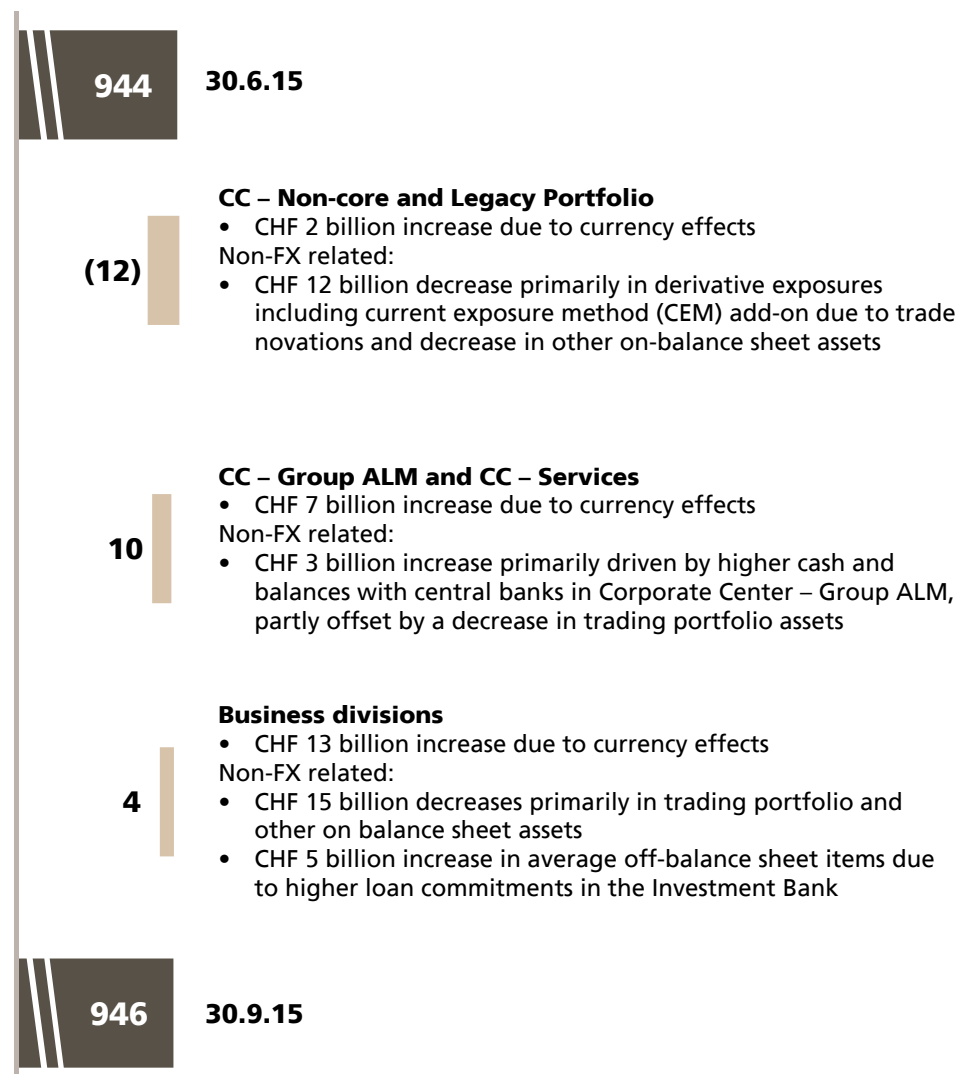 944 30.6.15
CC – Non-core and Legacy Portfolio
• CHF 2 billion increase due to currency effects
Non-FX related:
(12)
• CHF 12 billion decrease primarily in derivative exposures
including current exposure method (CEM) add-on due to trade
novations and decrease in other on-balance sheet assets
CC – Group ALM and CC – Services
• CHF 7 billion increase due to currency effects
Non-FX related:
10
• CHF 3 billion increase primarily driven by higher cash and
balances with central banks in Corporate Center – Group ALM,
partly offset by a decrease in trading portfolio assets
Business divisions
• CHF 13 billion increase due to currency effects
Non-FX related:
4
• CHF 15 billion decreases primarily in trading portfolio and
other on balance sheet assets
• CHF 5 billion increase in average off-balance sheet items due
to higher loan commitments in the Investment Bank
946 30.9.15